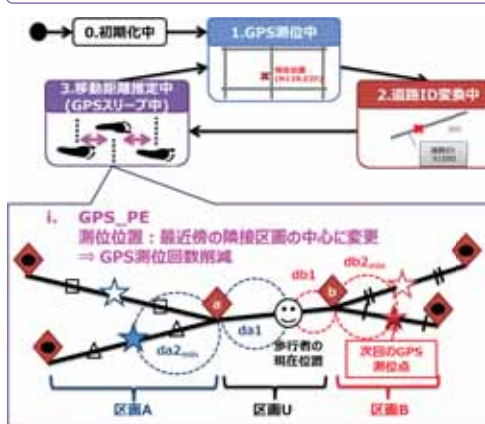 0.初期化中
1.GPS測位中
現在位置
3.移動距離推定中
(GPSスリープ中)
2.道路ID変換中
i. GPS_PE
測位位置：最近傍の隣接区画の中心に変更
⇒ GPS測位回数削減
db1
db2min
a
b
da1
da2min
歩行者の
現在位置
次回のGPS
測位点
区画A
区画U
区画B